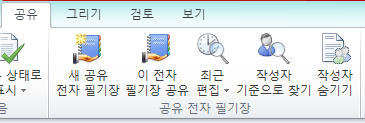 공유 그리기 검토 보기
상태로 표시
새 공유 전자 필기장
이 전자 필기장 공유
최근 편집
작성자 기준으로 찾기
작성자 숨기기
공유 전자 필기장